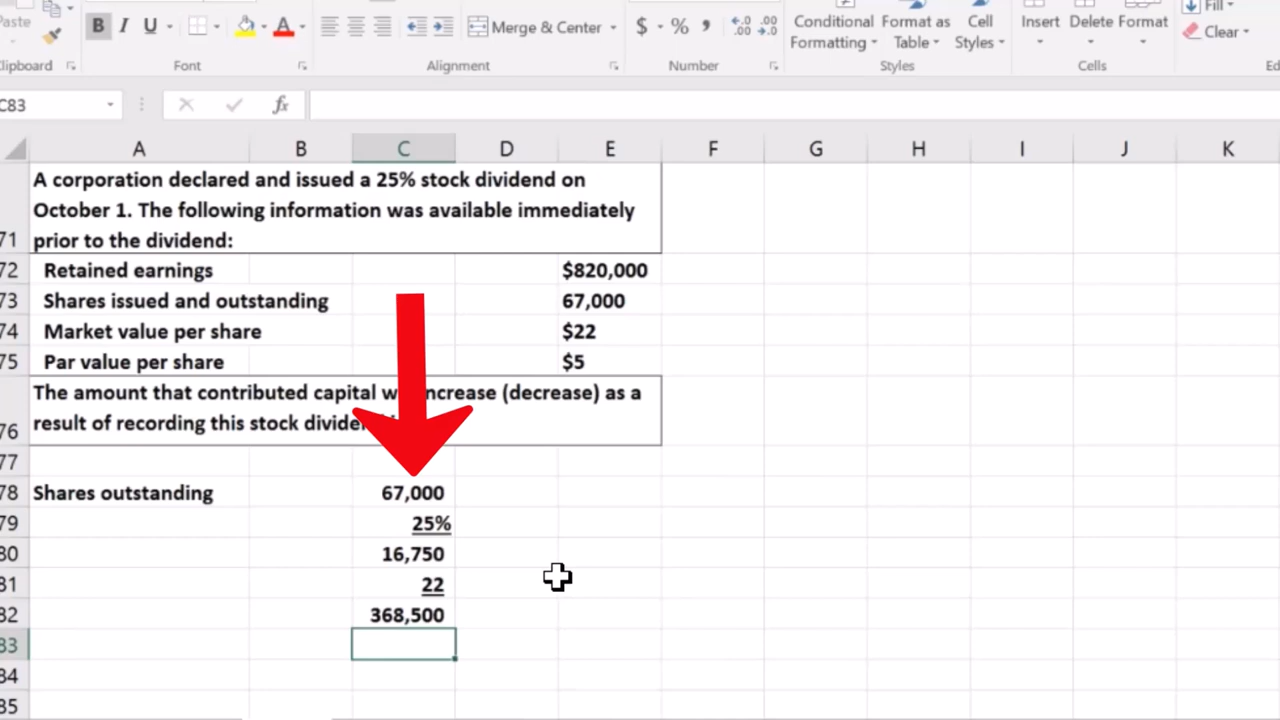 Paste
B I U
Merge & Center
$ % ,
Conditional Formatting
Format as Table
Cell Styles
Insert Delete Format
Fill
Clear
Clipboard
Font
Alignment
Number
Styles
Cells
C83
fx
A B C D E F G H I J K
A corporation declared and issued a 25% stock dividend on
October 1. The following information was available immediately
71 prior to the dividend:
72 Retained earnings $820,000
73 Shares issued and outstanding 67,000
74 Market value per share $22
75 Par value per share $5
The amount that contributed capital w increase (decrease) as a
76 result of recording this stock
77
78 Shares outstanding 67,000
79 25%
80 16,750
81 22
82 368,500
83
84
85